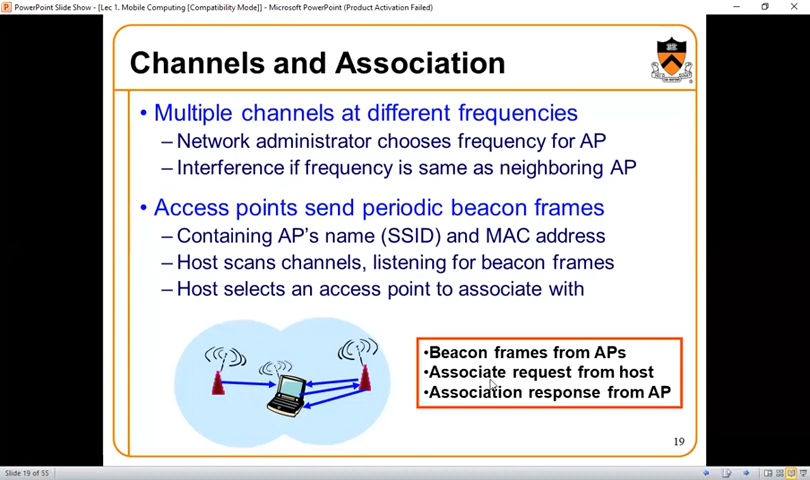 PowerPoint Slide Show - [Lec 1. Mobile Computing [Compatibility Mode]] - Microsoft PowerPoint (Product Activation Failed)
Channels and Association
• Multiple channels at different frequencies
– Network administrator chooses frequency for AP
– Interference if frequency is same as neighboring AP
• Access points send periodic beacon frames
– Containing AP's name (SSID) and MAC address
– Host scans channels, listening for beacon frames
– Host selects an access point to associate with
•Beacon frames from APs
•Associate request from host
•Association response from AP
19
Slide 19 of 55